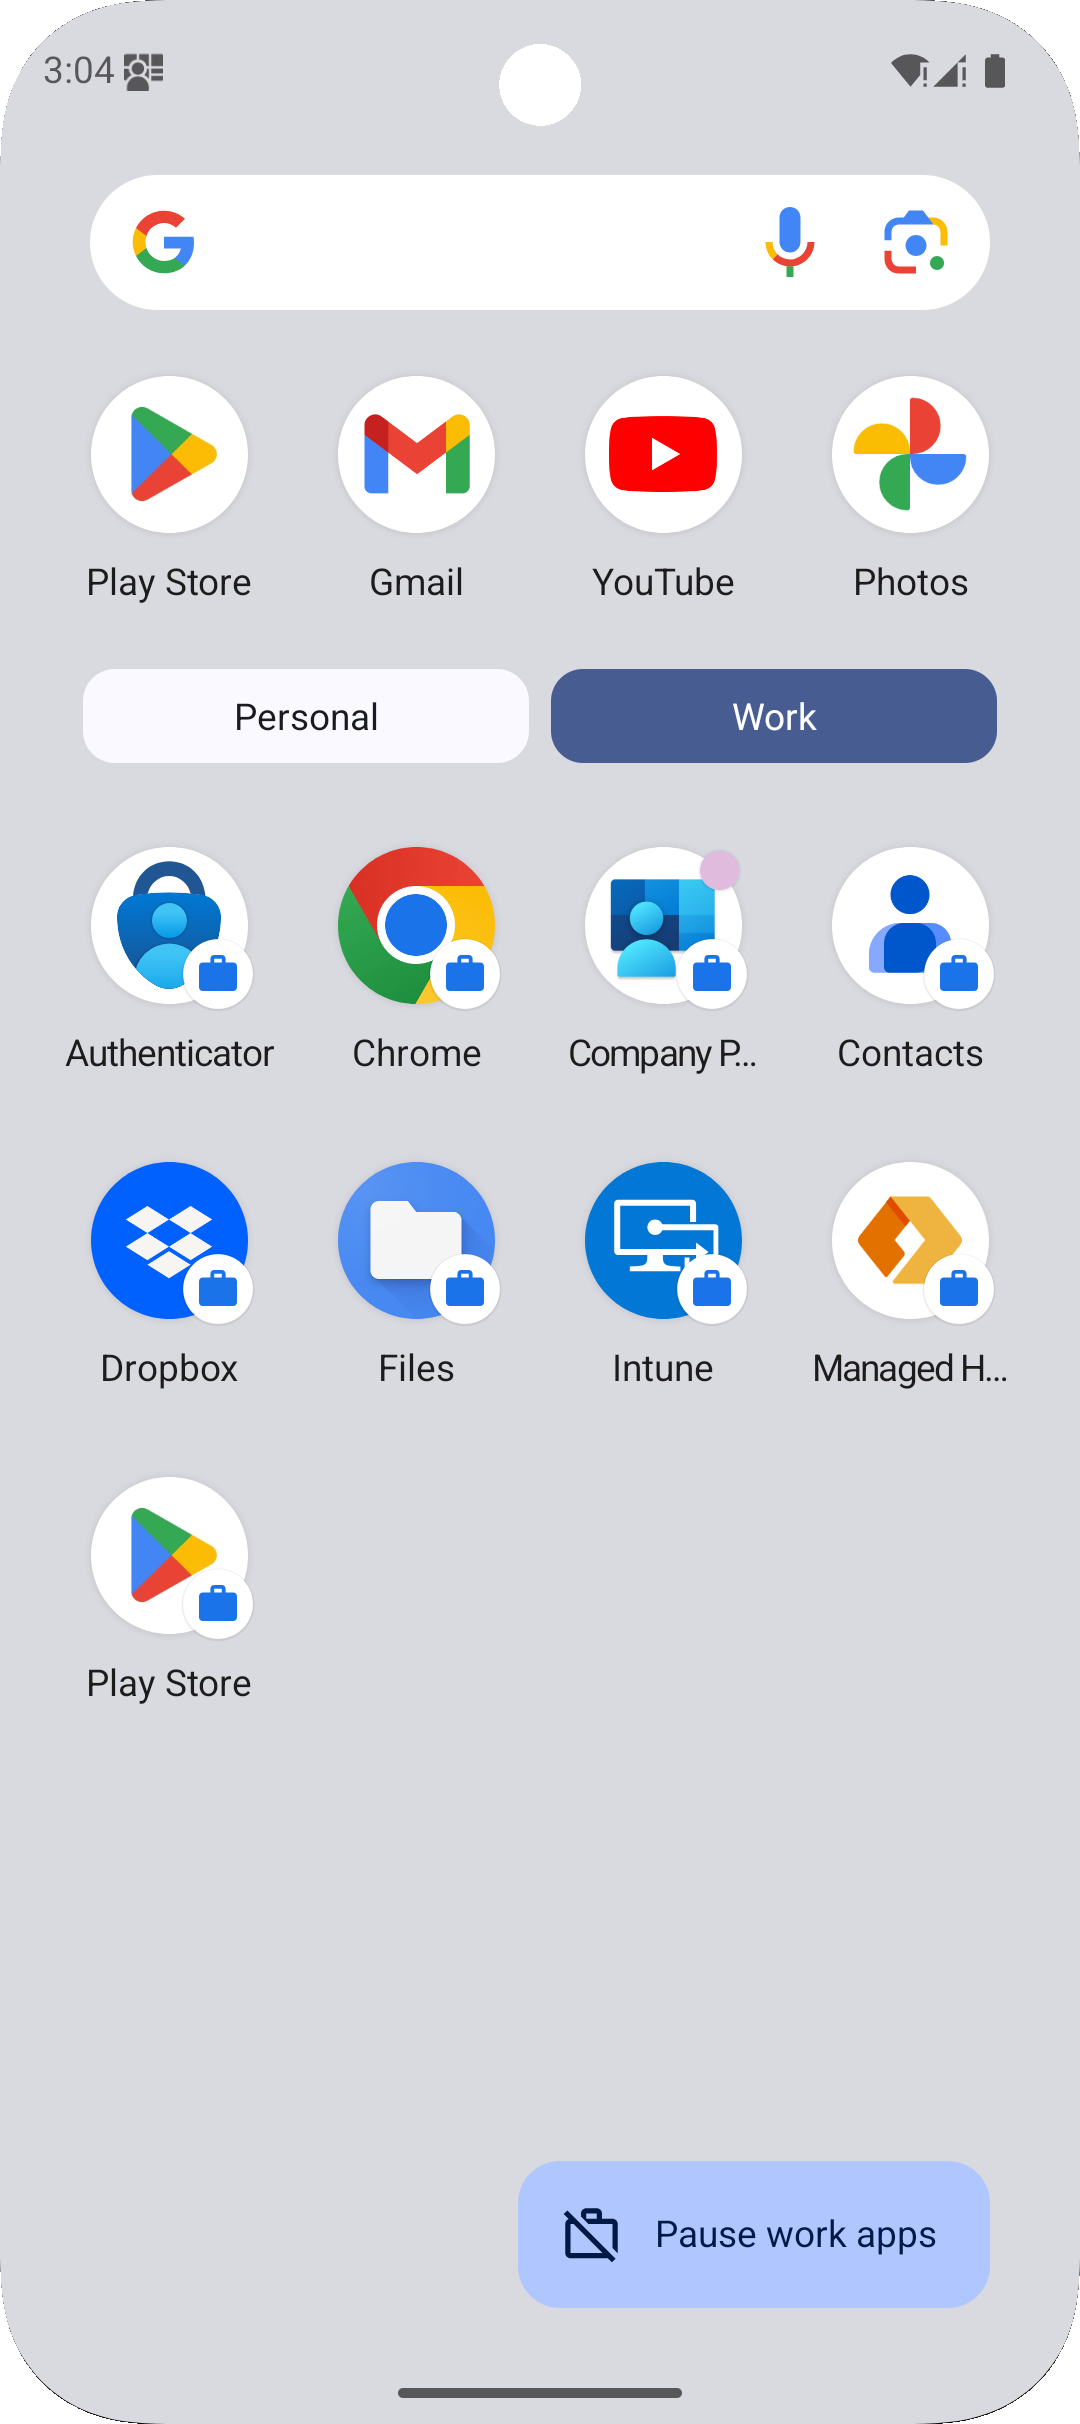 3:04
Play Store
Gmail
YouTube
Photos
Personal
Work
Authenticator
Chrome
Company P...
Contacts
Dropbox
Files
Intune
Managed H...
Play Store
Pause work apps